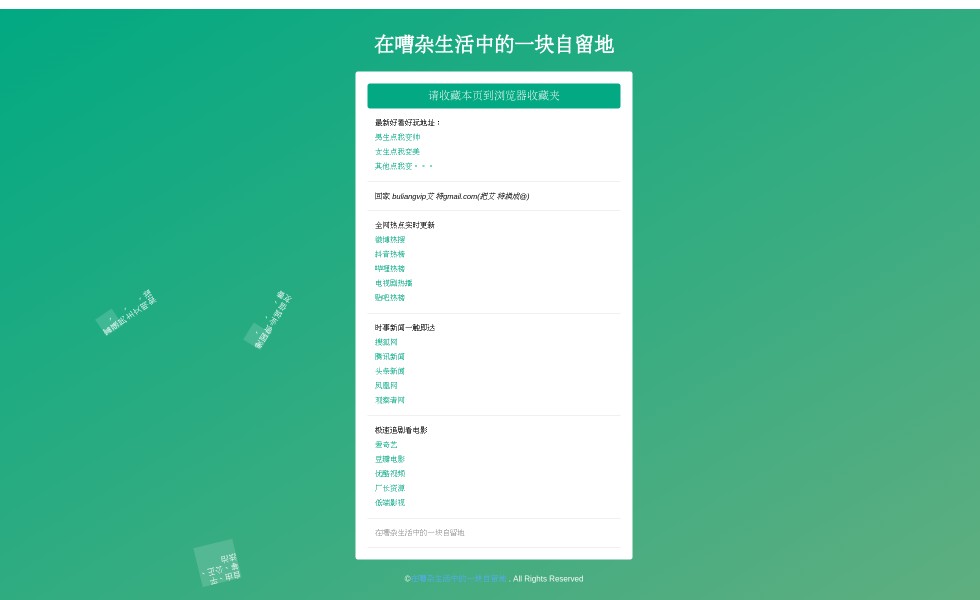 在嘈杂生活中的一块自留地
请收藏本页到浏览器收藏夹
最新好看好玩地址：
男生点我变帅
女生点我变美
其他点我变・・・
回家 buliangvip艾特gmail.com(把艾特换成@)
全网热点实时更新
微博热搜
抖音热榜
哔哩热榜
电视剧热播
贴吧热榜
时事新闻一触即达
搜狐网
腾讯新闻
头条新闻
凤凰网
观察者网
极速追剧看电影
爱奇艺
豆瓣电影
优酷视频
厂长资源
低端影视
在嘈杂生活中的一块自留地
©在嘈杂生活中的一块自留地 . All Rights Reserved